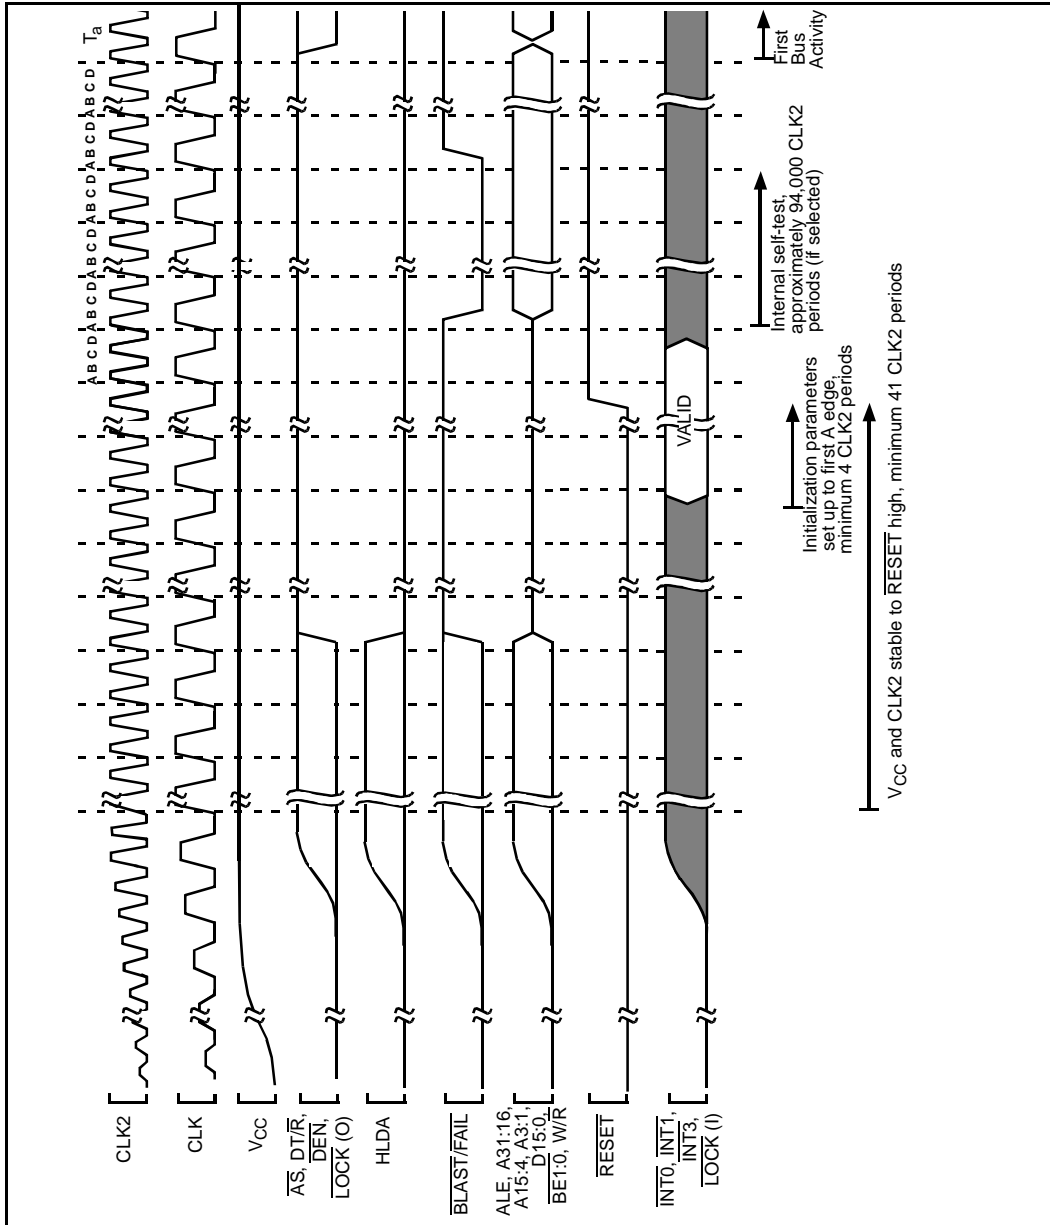 CLK2
CLK
VCC
AS, DT/R,
DEN,
LOCK (O)
HLDA
BLAST/FAIL
ALE, A31:16,
A15:4, A3:1,
D15:0,
BE1:0, W/R
RESET
INT0, INT1,
INT3,
LOCK (I)
A B C D A B C D A B C D A B C D A B C D A B C D
Ta
VALID
First
Bus
Activity
Internal self-test,
approximately 94,000 CLK2
periods (if selected)
Initialization parameters
set up to first A edge,
minimum 4 CLK2 periods
VCC and CLK2 stable to RESET high, minimum 41 CLK2 periods